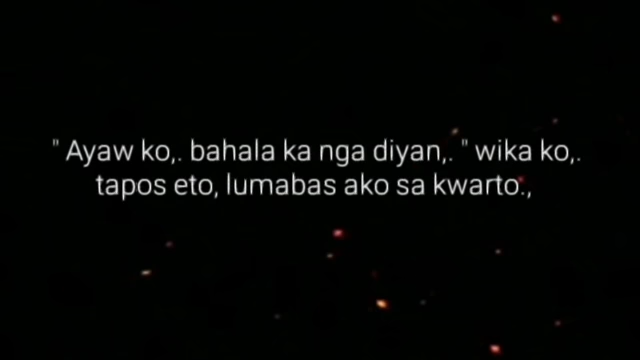 " Ayaw ko,. bahala ka nga diyan,. " wika ko,.
tapos eto, lumabas ako sa kwarto.,